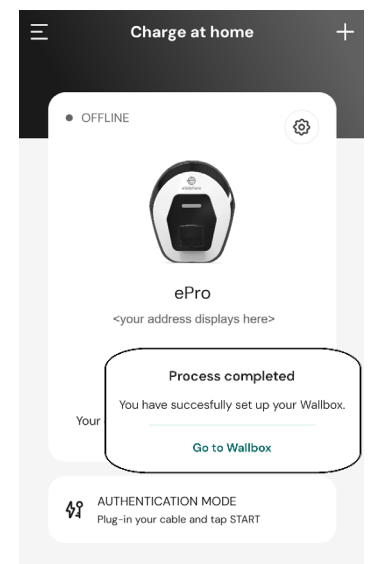 Charge at home
OFFLINE
ePro
<your address displays here>
Process completed
You have succesfully set up your Wallbox.
Your
Go to Wallbox
AUTHENTICATION MODE
Plug-in your cable and tap START